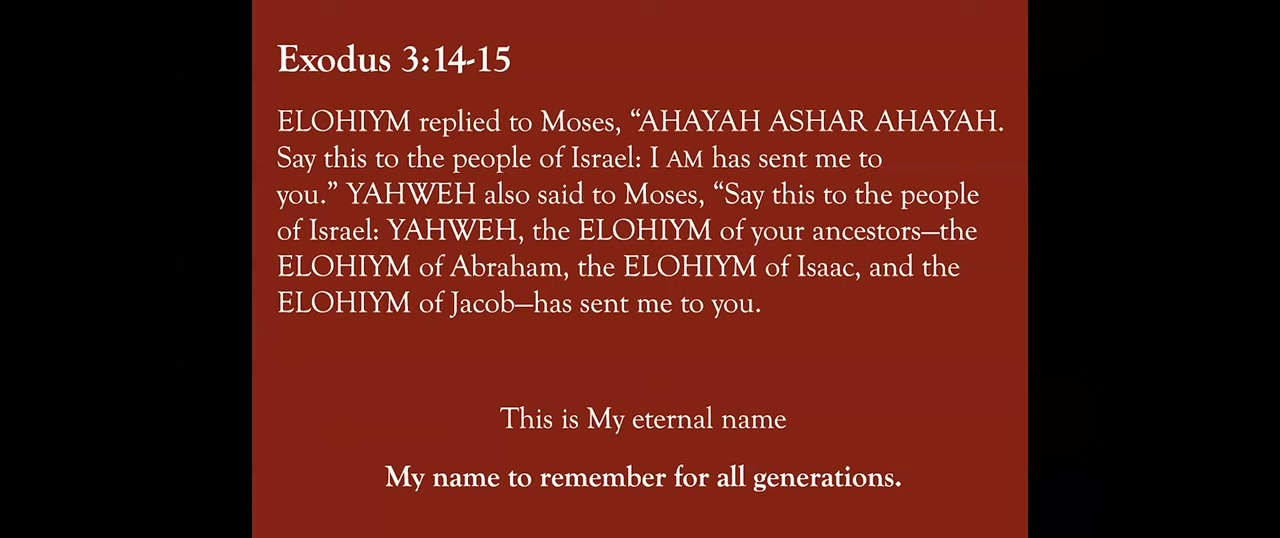 Exodus 3:14-15
ELOHIYM replied to Moses, “AHAYAH ASHAR AHAYAH.
Say this to the people of Israel: I AM has sent me to
you.” YAHWEH also said to Moses, “Say this to the people
of Israel: YAHWEH, the ELOHIYM of your ancestors—the
ELOHIYM of Abraham, the ELOHIYM of Isaac, and the
ELOHIYM of Jacob—has sent me to you.
This is My eternal name
My name to remember for all generations.